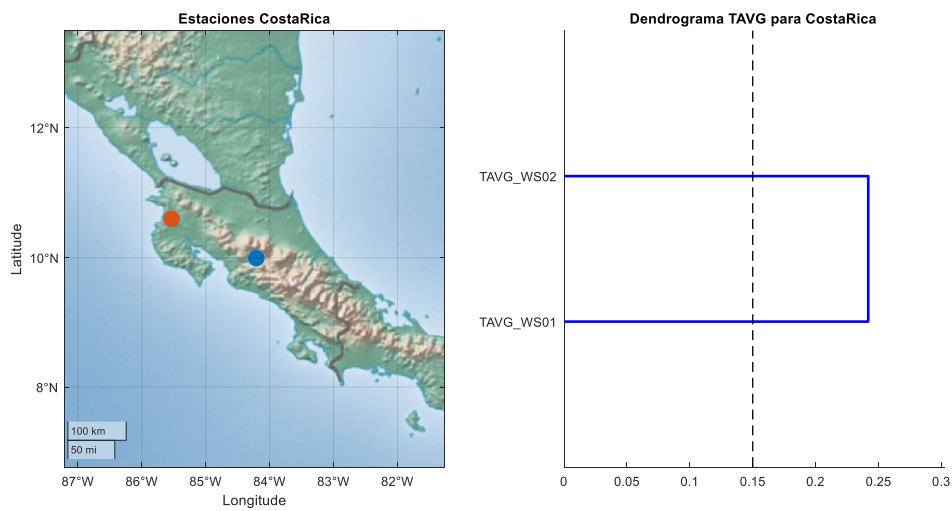 Estaciones CostaRica
12°N
10°N
8°N
Latitude
100 km
50 mi
87°W 86°W 85°W 84°W 83°W 82°W
Longitude
Dendrograma TAVG para CostaRica
TAVG_WS02
TAVG_WS01
0 0.05 0.1 0.15 0.2 0.25 0.3